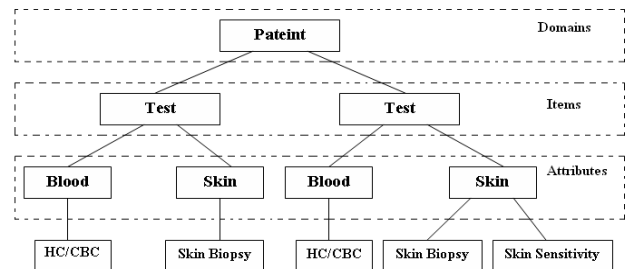 Pateint
Domains
Test
Test
Items
Blood
Skin
Blood
Skin
Attributes
HC/CBC
Skin Biopsy
HC/CBC
Skin Biopsy
Skin Sensitivity